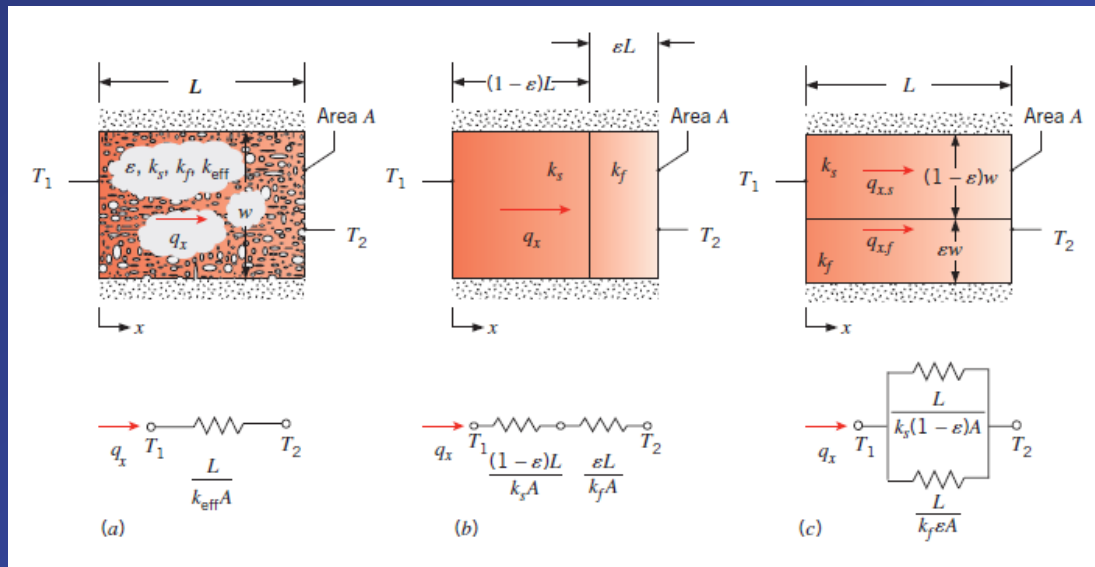 L
Area A
ε, k_s, k_f, k_eff
T_1
w
q_x
T_2
x
q_x T_1 T_2
L
k_eff A
(a)
εL
(1 − ε)L
Area A
k_s k_f
T_1
q_x
T_2
x
q_x T_1 T_2
(1 − ε)L εL
k_s A k_f A
(b)
L
Area A
k_s q_x,s (1 − ε)w
T_1
q_x,f T_2
k_f εw
x
L
k_s(1 − ε)A
q_x T_1 T_2
L
k_f εA
(c)